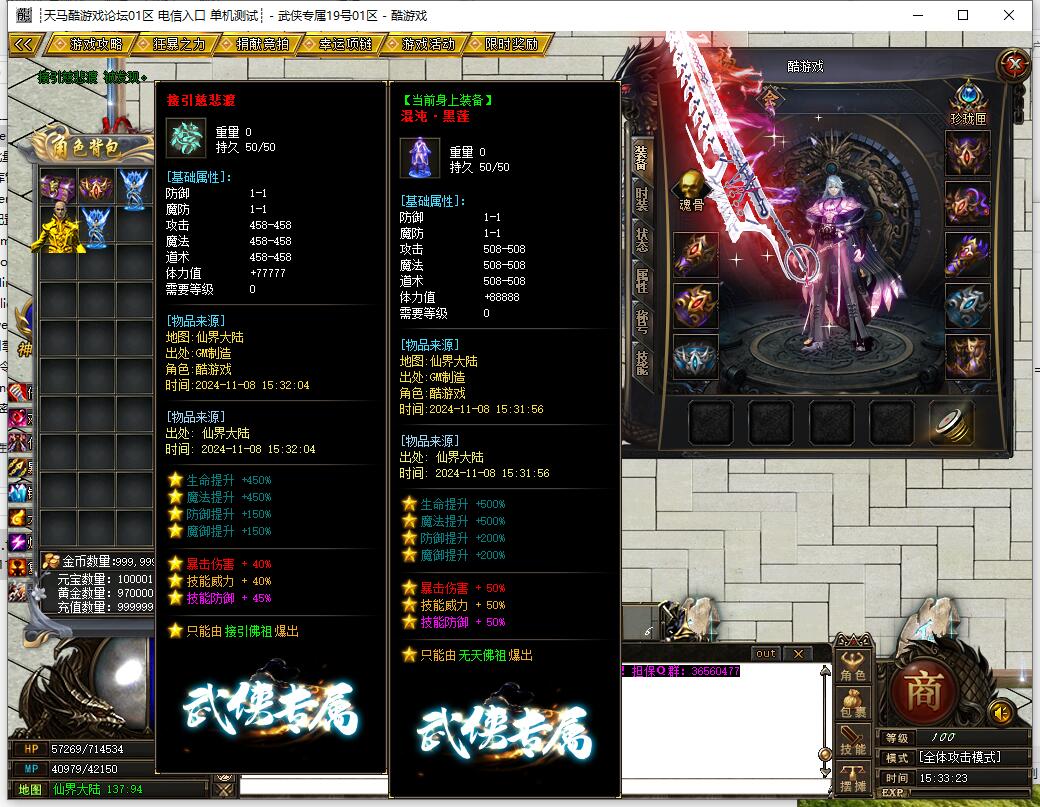 天马酷游戏论坛01区 电信入口 单机测试┊ - 武侠专属19号01区 - 酷游戏
游戏攻略
狂暴之力
捐献竞拍
幸运项链
游戏活动
限时奖励
接引慈悲渡 被发现。
角色背包
金币数量:999,999
元宝数量: 100001
黄金数量: 970000
充值数量: 999999
接引慈悲渡
重量 0
持久 50/50
[基础属性]:
防御 1-1
魔防 1-1
攻击 458-458
魔法 458-458
道术 458-458
体力值 +77777
需要等级 0
[物品来源]
地图:仙界大陆
出处:GM制造
角色:酷游戏
时间:2024-11-08 15:32:04
[物品来源]
出处: 仙界大陆
时间: 2024-11-08 15:32:04
生命提升 +450%
魔法提升 +450%
防御提升 +150%
魔御提升 +150%
暴击伤害 + 40%
技能威力 + 40%
技能防御 + 45%
只能由 接引佛祖 爆出
武侠专属
【当前身上装备】
混沌·黑莲
重量 0
持久 50/50
[基础属性]:
防御 1-1
魔防 1-1
攻击 508-508
魔法 508-508
道术 508-508
体力值 +88888
需要等级 0
[物品来源]
地图:仙界大陆
出处:GM制造
角色:酷游戏
时间:2024-11-08 15:31:56
[物品来源]
出处: 仙界大陆
时间: 2024-11-08 15:31:56
生命提升 +500%
魔法提升 +500%
防御提升 +200%
魔御提升 +200%
暴击伤害 + 50%
技能威力 + 50%
技能防御 + 50%
只能由 无天佛祖 爆出
武侠专属
酷游戏
珍珑匣
魂骨
装备
时装
状态
属性
称号
技能
6
out
! 担保Q群: 36560477
角色
包裹
技能
摆摊
商
等级 100
模式 [全体攻击模式]
时间 15:33:23
EXP
HP 57269/714534
MP 40979/42150
地图 仙界大陆 137:94